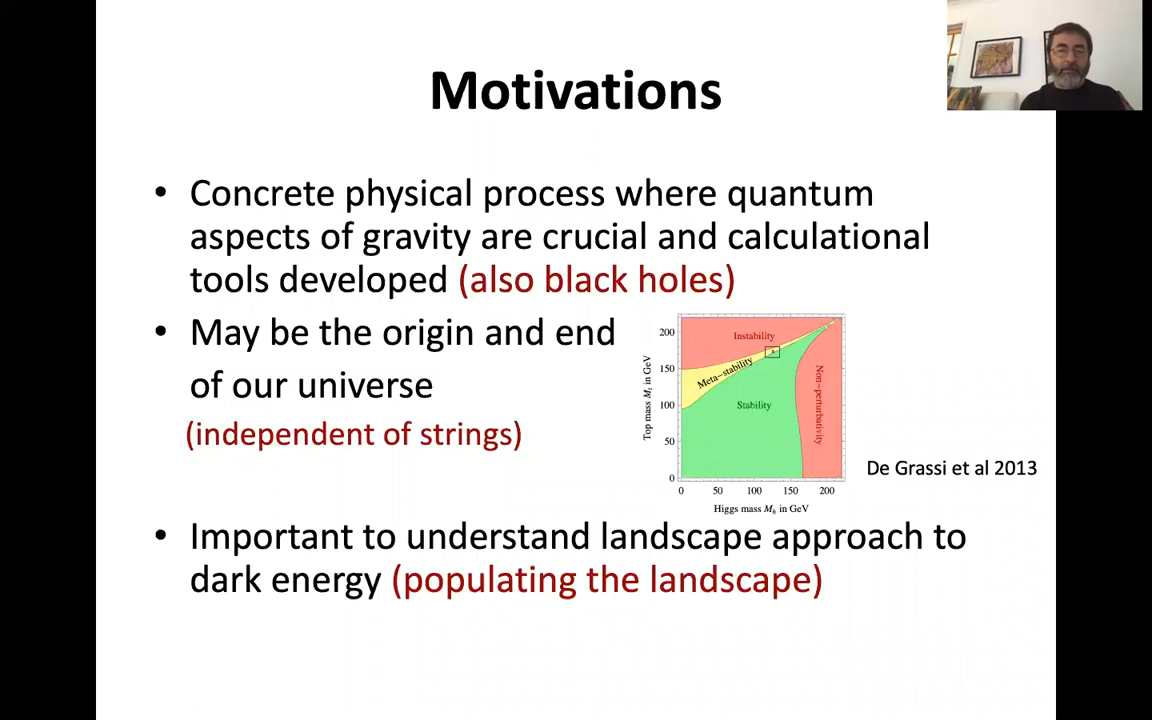 Motivations
• Concrete physical process where quantum
aspects of gravity are crucial and calculational
tools developed (also black holes)
• May be the origin and end
of our universe
(independent of strings)
Instability
Meta-stability
Stability
Non-perturbativity
200
150
100
50
0
Top mass Mt in GeV
0 50 100 150 200
Higgs mass Mh in GeV
De Grassi et al 2013
• Important to understand landscape approach to
dark energy (populating the landscape)